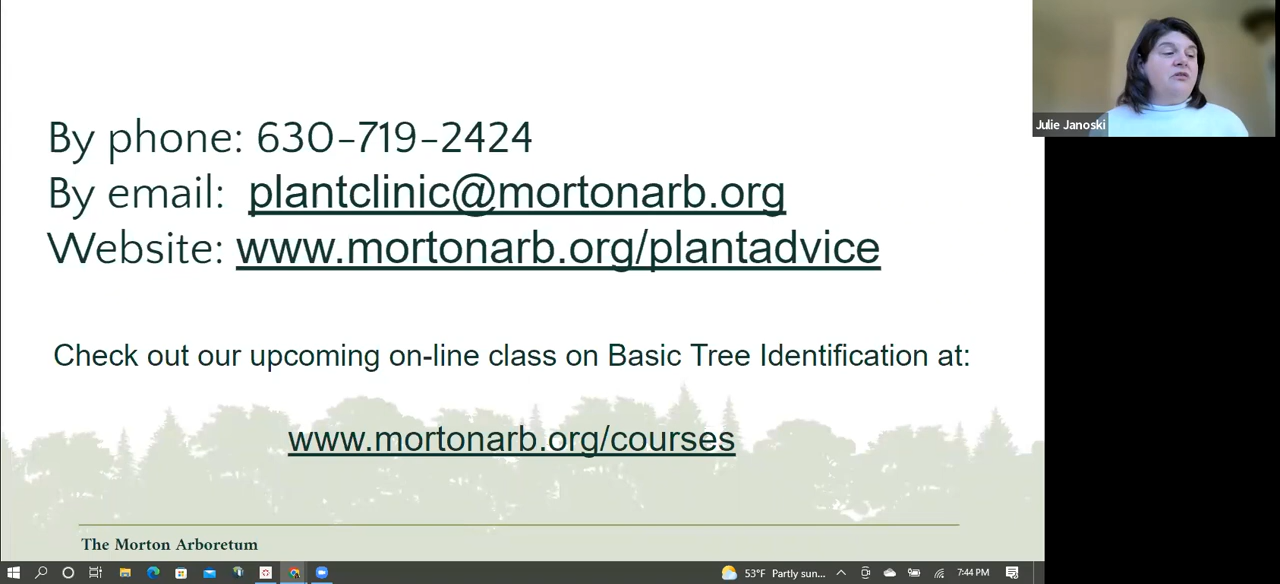 By phone: 630-719-2424
By email: plantclinic@mortonarb.org
Website: www.mortonarb.org/plantadvice
Check out our upcoming on-line class on Basic Tree Identification at:
www.mortonarb.org/courses
The Morton Arboretum
Julie Janoski
53°F Partly sun...
7:44 PM